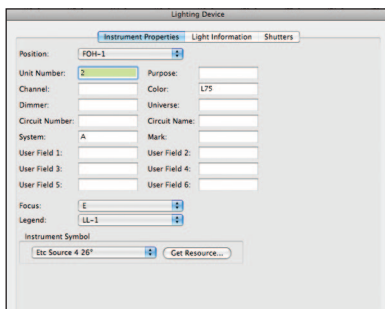 Lighting Device
Instrument Properties Light Information Shutters
Position: FOH-1
Unit Number: 2 Purpose:
Channel: Color: L75
Dimmer: Universe:
Circuit Number: Circuit Name:
System: A Mark:
User Field 1: User Field 2:
User Field 3: User Field 4:
User Field 5: User Field 6:
Focus: E
Legend: LL-1
Instrument Symbol
Etc Source 4 26° Get Resource...